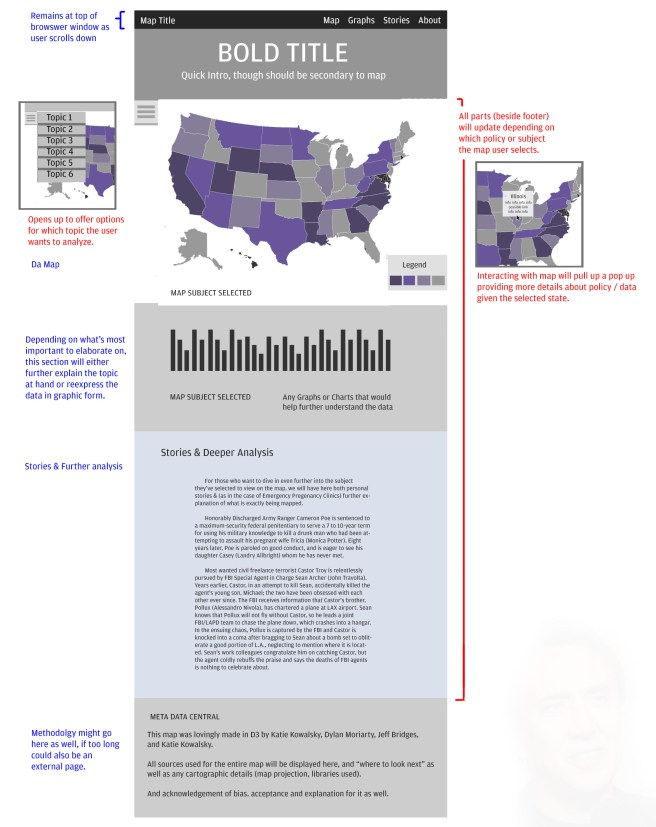 Remains at top of
browswer window as
user scrolls down
Map Title
Map Graphs Stories About
BOLD TITLE
Quick Intro, though should be secondary to map
Topic 1
Topic 2
Topic 3
Topic 4
Topic 5
Topic 6
Opens up to offer options
for which topic the user
wants to analyze.
Da Map
All parts (beside footer)
will update depending on
which policy or subject
the map user selects.
Illinois
Interacting with map will pull up a pop up
providing more details about policy / data
given the selected state.
Legend
MAP SUBJECT SELECTED
Depending on what's most
important to elaborate on,
this section will either
further explain the topic
at hand or reexpress the
data in graphic form.
MAP SUBJECT SELECTED
Any Graphs or Charts that would
help further understand the data
Stories & Further analysis
Stories & Deeper Analysis
For those who want to dive in even further into the subject
they've selected to view on the map, we will have here both personal
stories & (as in the case of Emergency Pregenancy Clinics) further ex-
planation of what is exactly being mapped.
Honorably Discharged Army Ranger Cameron Poe is sentenced to
a maximum-security federal penitentiary to serve a 7 to 10-year term
for using his military knowledge to kill a drunk man who had been at-
tempting to assault his pregnant wife Tricia (Monica Potter). Eight
years later, Poe is paroled on good conduct, and is eager to see his
daughter Casey (Landry Allbright) whom he has never met.
Most wanted civil freelance terrorist Castor Troy is relentlessly
pursued by FBI Special Agent in Charge Sean Archer (John Travolta).
Years earlier, Castor, in an attempt to kill Sean, accidentally killed the
agent's young son, Michael; the two have been obsessed with each
other ever since. The FBI receives information that Castor's brother,
Pollux (Alessandro Nivola), has chartered a plane at LAX airport. Sean
knows that Pollux will not fly without Castor, so he leads a joint
FBI/LAPD team to chase the plane down, which crashes into a hangar.
In the ensuing chaos, Pollux is captured by the FBI and Castor is
knocked into a coma after bragging to Sean about a bomb set to oblit-
erate a good portion of L.A., neglecting to mention where it is locat-
ed. Sean's work colleagues congratulate him on catching Castor, but
the agent coldly rebuffs the praise and says the deaths of FBI agents
is nothing to celebrate about.
Methodolgy might go
here as well, if too long
could also be an
external page.
META DATA CENTRAL
This map was lovingly made in D3 by Katie Kowalsky, Dylan Moriarty, Jeff Bridges,
and Katie Kowalsky.
All sources used for the entire map will be displayed here, and "where to look next" as
well as any cartographic details (map projection, libraries used).
And acknowledgement of bias. acceptance and explanation for it as well.